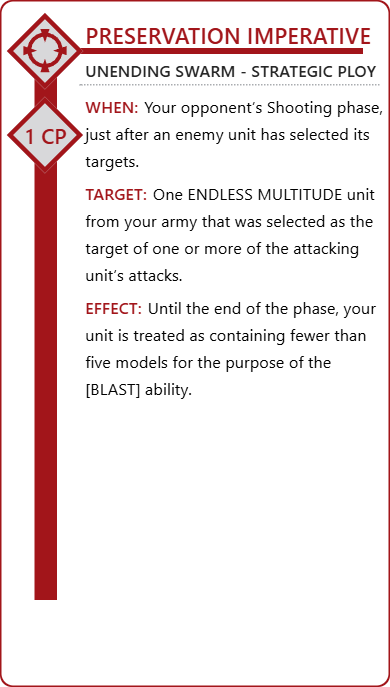 PRESERVATION IMPERATIVE
UNENDING SWARM - STRATEGIC PLOY
1 CP
WHEN: Your opponent’s Shooting phase,
just after an enemy unit has selected its
targets.
TARGET: One ENDLESS MULTITUDE unit
from your army that was selected as the
target of one or more of the attacking
unit’s attacks.
EFFECT: Until the end of the phase, your
unit is treated as containing fewer than
five models for the purpose of the
[BLAST] ability.